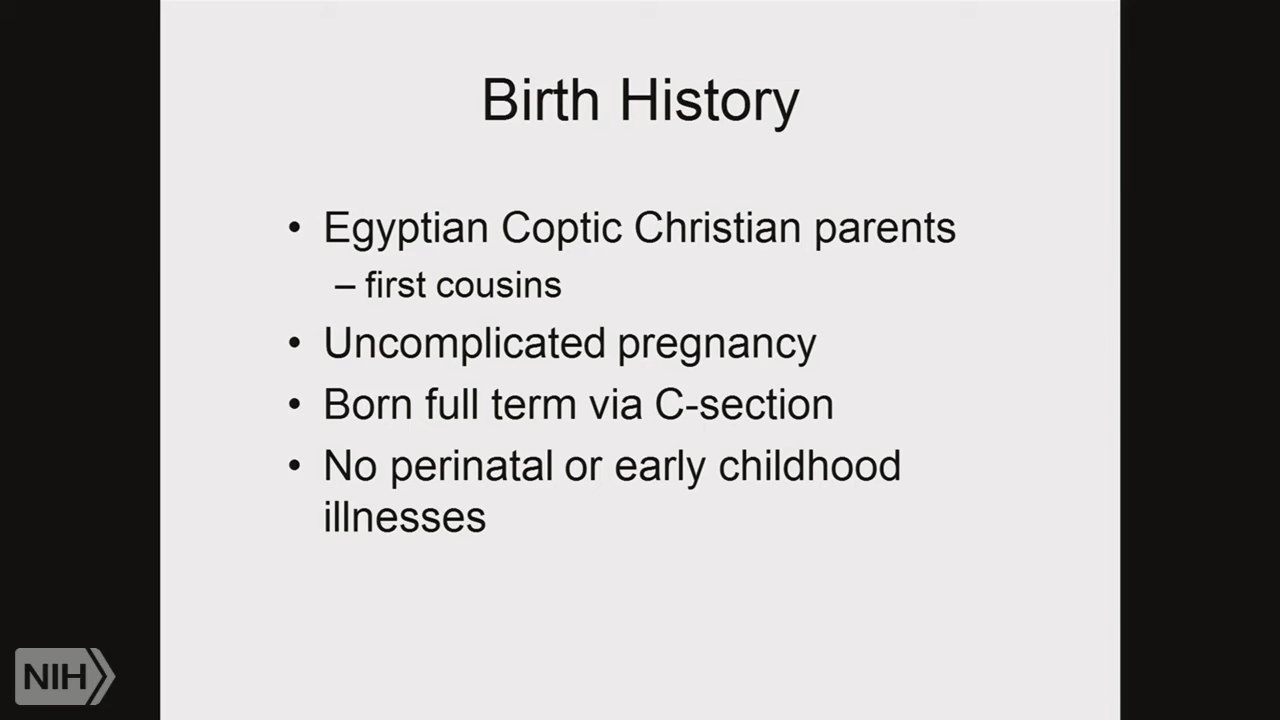 Birth History
• Egyptian Coptic Christian parents
– first cousins
• Uncomplicated pregnancy
• Born full term via C-section
• No perinatal or early childhood
illnesses
NIH